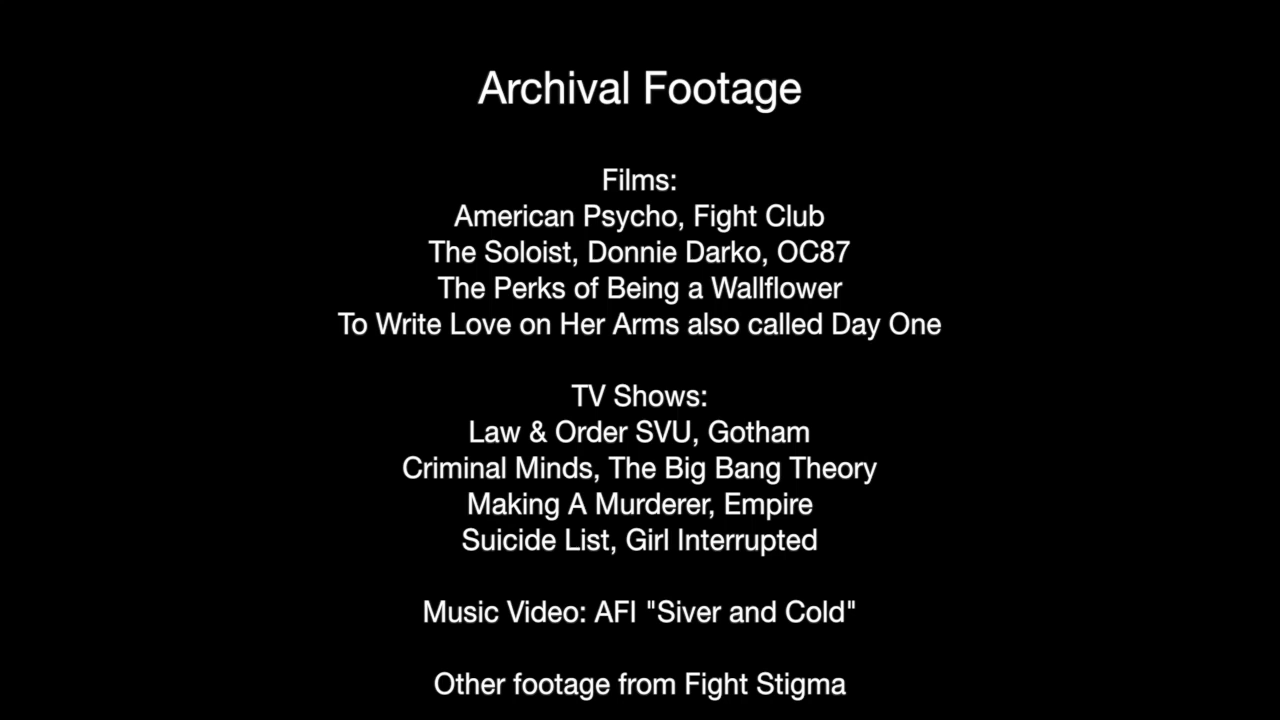 Archival Footage
Films:
American Psycho, Fight Club
The Soloist, Donnie Darko, OC87
The Perks of Being a Wallflower
To Write Love on Her Arms also called Day One
TV Shows:
Law & Order SVU, Gotham
Criminal Minds, The Big Bang Theory
Making A Murderer, Empire
Suicide List, Girl Interrupted
Music Video: AFI "Siver and Cold"
Other footage from Fight Stigma